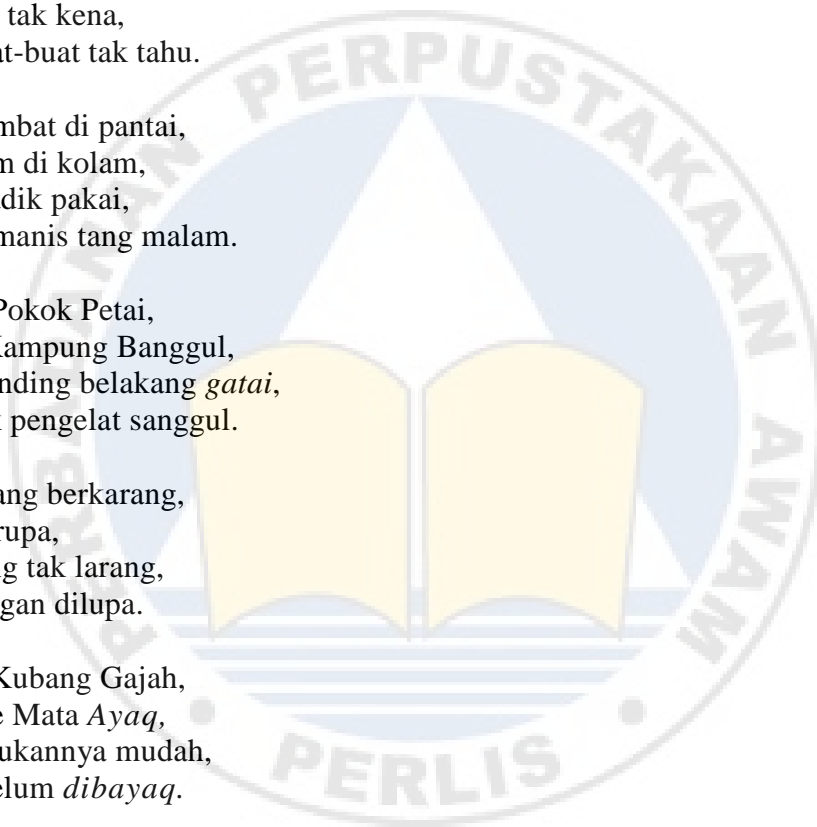 tak kena,
at-buat tak tahu.
mbat di pantai,
m di kolam,
adik pakai,
manis tang malam.
Pokok Petai,
Kampung Banggul,
nding belakang gatai,
pengelat sanggul.
ang berkarang,
rupa,
g tak larang,
gan dilupa.
Kubang Gajah,
e Mata Ayaq,
ukannya mudah,
elum dibayaq.
PERBADANAN PERPUSTAKAAN AWAM
• PERLIS •